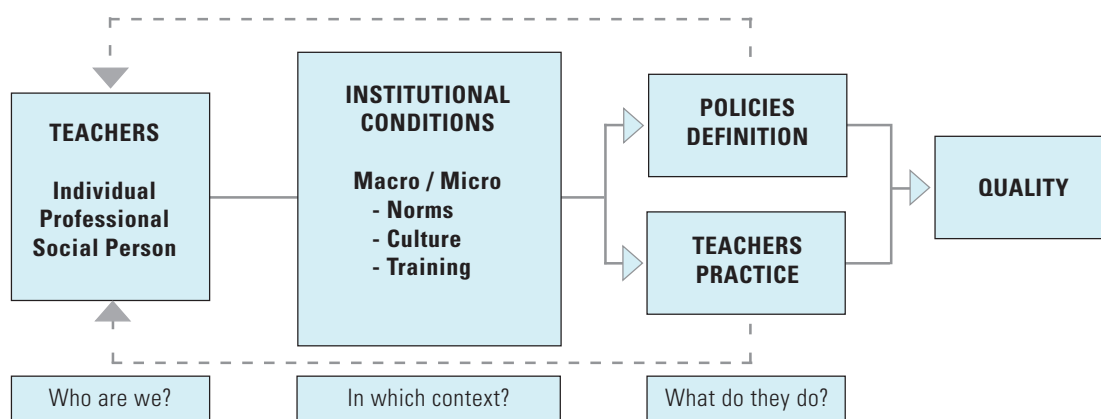 TEACHERS
Individual
Professional
Social Person
INSTITUTIONAL
CONDITIONS
Macro / Micro
- Norms
- Culture
- Training
POLICIES
DEFINITION
TEACHERS
PRACTICE
QUALITY
Who are we?
In which context?
What do they do?